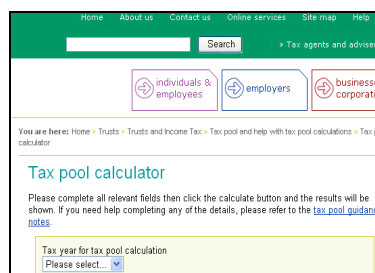 Home About us Contact us Online services Site map Help
Search » Tax agents and advise
individuals & employees
employers
business corporati
You are here: Home » Trusts » Trusts and Income Tax » Tax pool and help with tax pool calculations » Tax
calculator
Tax pool calculator
Please complete all relevant fields then click the calculate button and the results will be
shown. If you need help completing any of the details, please refer to the tax pool guidan
notes.
Tax year for tax pool calculation
Please select...